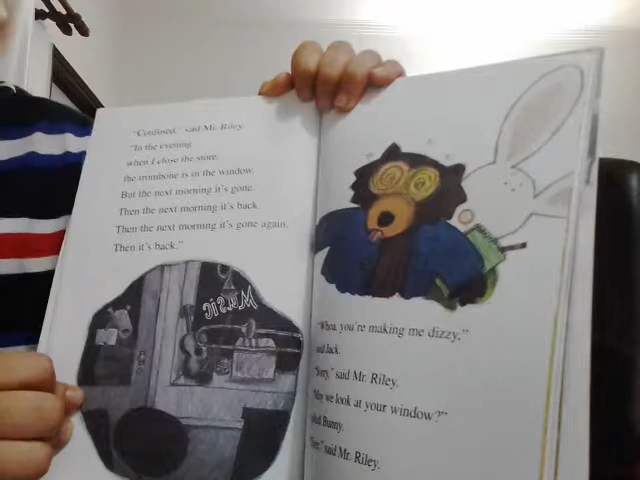 "Confused," said Mr. Riley.
"In the evening
when I close the store,
the trombone is in the window.
But the next morning it's gone.
Then the next morning it's back.
Then the next morning it's gone again.
Then it's back."
MUSIC
"Whoa, you're making me dizzy,"
said Jack.
"Sorry," said Mr. Riley.
"May we look at your window?"
asked Bunny.
"Sure," said Mr. Riley.